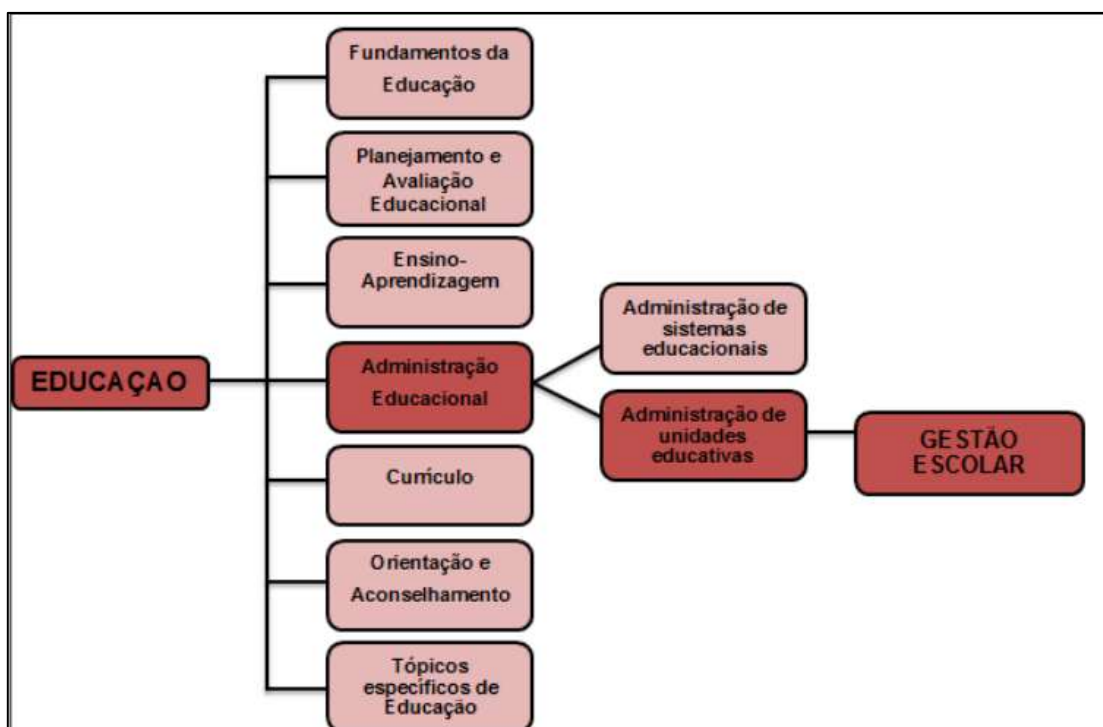 Fundamentos da
Educação
Planejamento e
Avaliação
Educacional
Ensino-
Aprendizagem
Administração de
sistemas
educacionais
EDUCAÇAO
Administração
Educacional
Administração de
unidades
educativas
GESTÃO
ESCOLAR
Currículo
Orientação e
Aconselhamento
Tópicos
específicos de
Educação